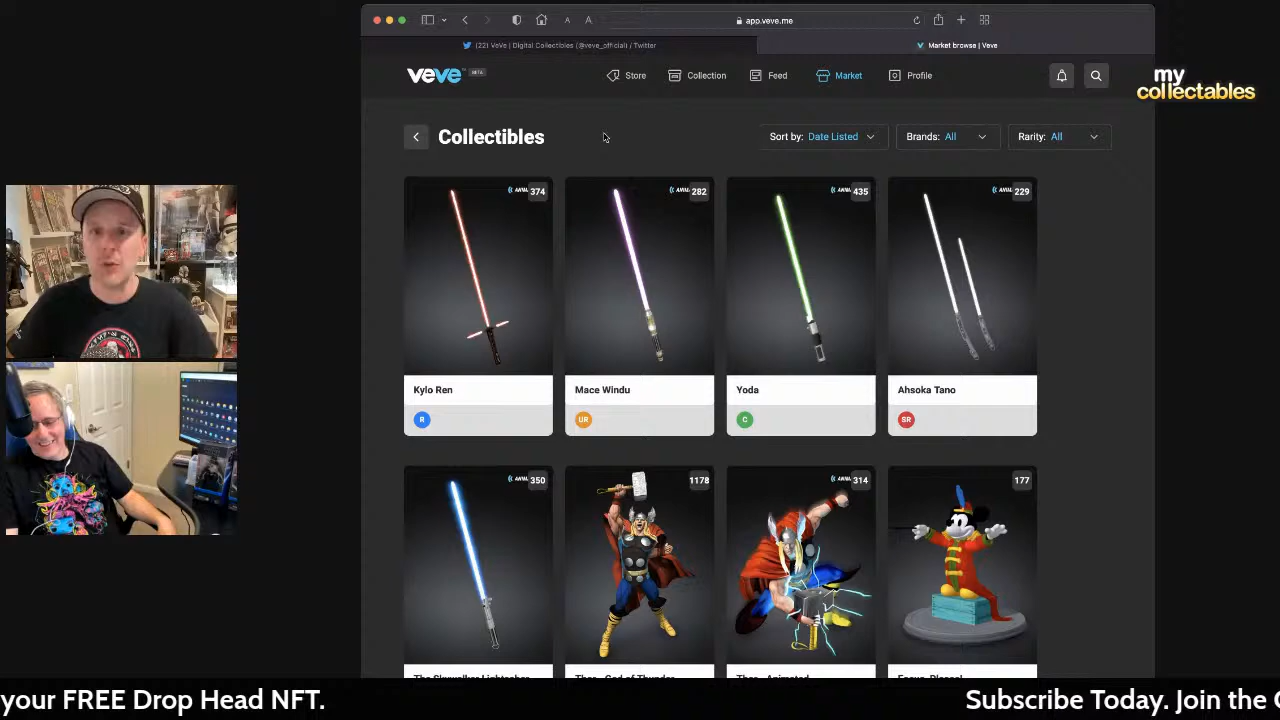 app.veve.me
(22) VeVe | Digital Collectibles (@veve_official) / Twitter
Market browse | Veve
veve BETA
Store
Collection
Feed
Market
Profile
my
collectables
Collectibles
Sort by: Date Listed
Brands: All
Rarity: All
374
282
435
229
Kylo Ren
Mace Windu
Yoda
Ahsoka Tano
R
UR
C
SR
350
1178
314
177
your FREE Drop Head NFT.
Subscribe Today. Join the